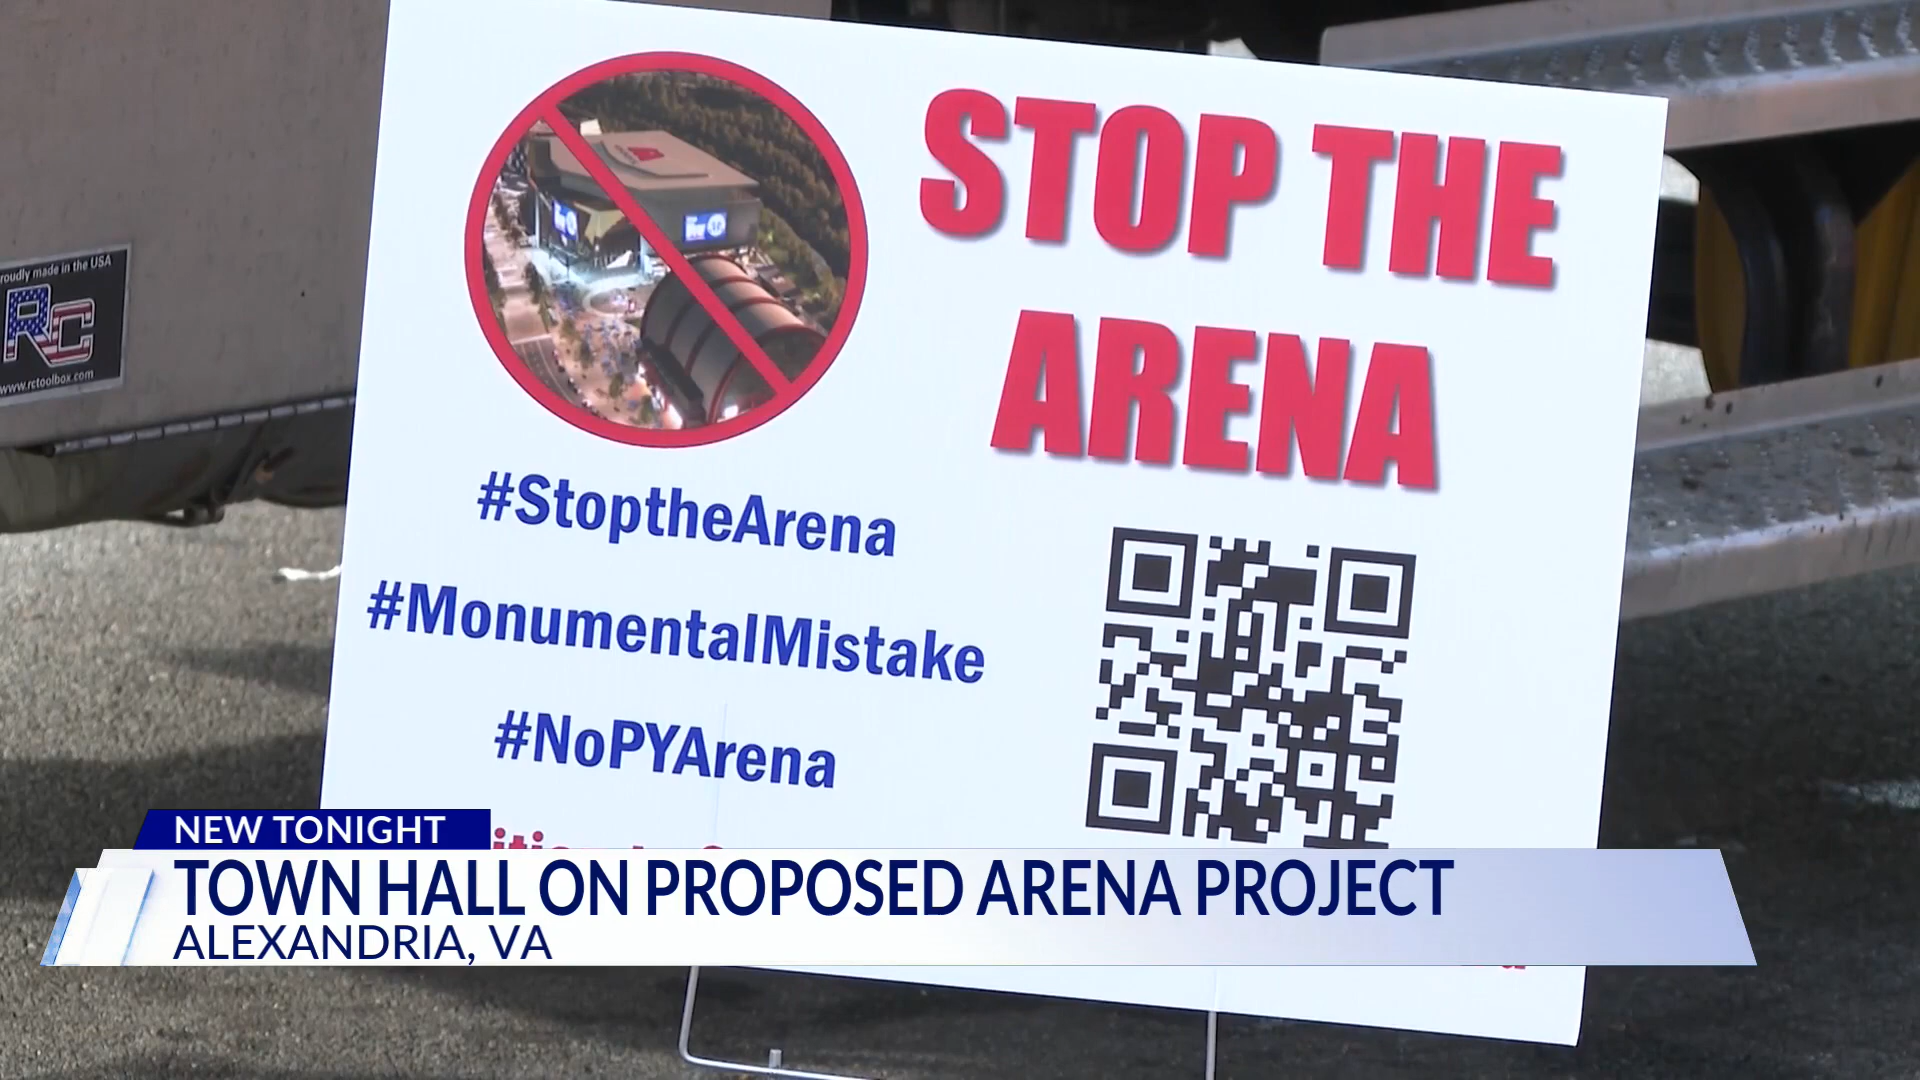 STOP THE
ARENA
#StoptheArena
#MonumentalMistake
#NoPYArena
roudly made in the USA
RC
www.rctoolbox.com
NEW TONIGHT
TOWN HALL ON PROPOSED ARENA PROJECT
ALEXANDRIA, VA